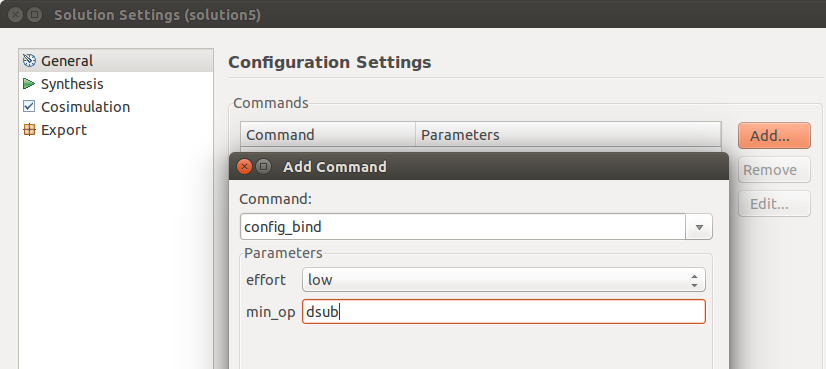 Solution Settings (solution5)
General
Synthesis
Cosimulation
Export
Configuration Settings
Commands
Command Parameters
Add...
Remove
Edit...
Add Command
Command:
config_bind
Parameters
effort low
min_op dsub